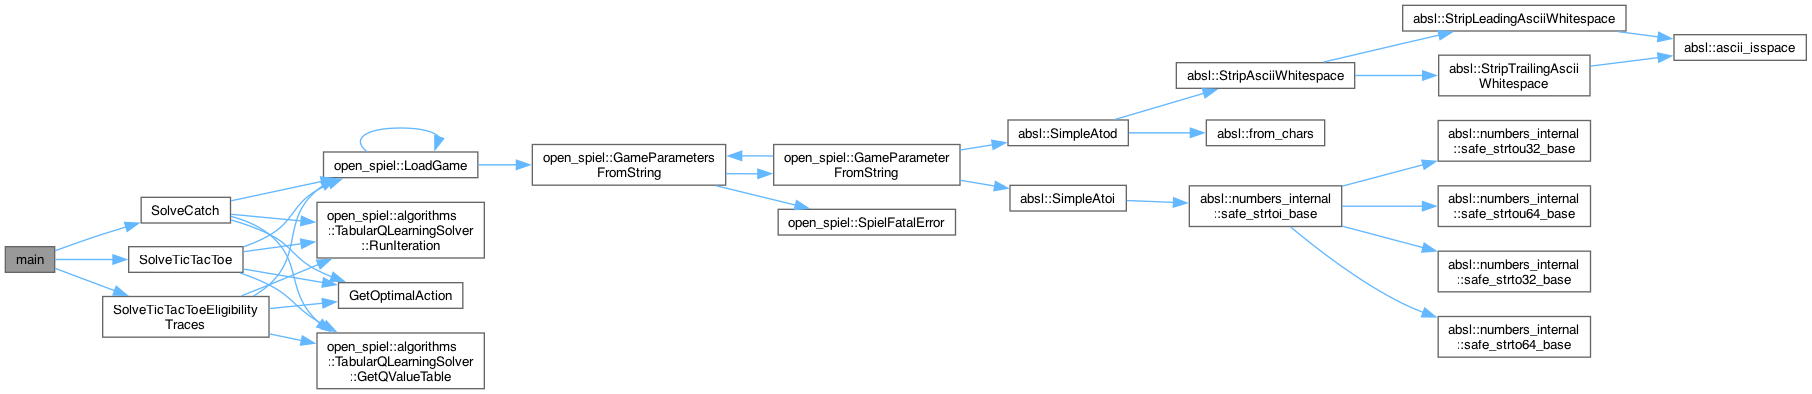 main
SolveCatch
SolveTicTacToe
SolveTicTacToeEligibility
Traces
open_spiel::LoadGame
open_spiel::algorithms
::TabularQLearningSolver
::RunIteration
GetOptimalAction
open_spiel::algorithms
::TabularQLearningSolver
::GetQValueTable
open_spiel::GameParameters
FromString
open_spiel::GameParameter
FromString
open_spiel::SpielFatalError
absl::SimpleAtod
absl::SimpleAtoi
absl::StripAsciiWhitespace
absl::from_chars
absl::numbers_internal
::safe_strtoi_base
absl::StripLeadingAsciiWhitespace
absl::StripTrailingAscii
Whitespace
absl::ascii_isspace
absl::numbers_internal
::safe_strtou32_base
absl::numbers_internal
::safe_strtou64_base
absl::numbers_internal
::safe_strto32_base
absl::numbers_internal
::safe_strto64_base